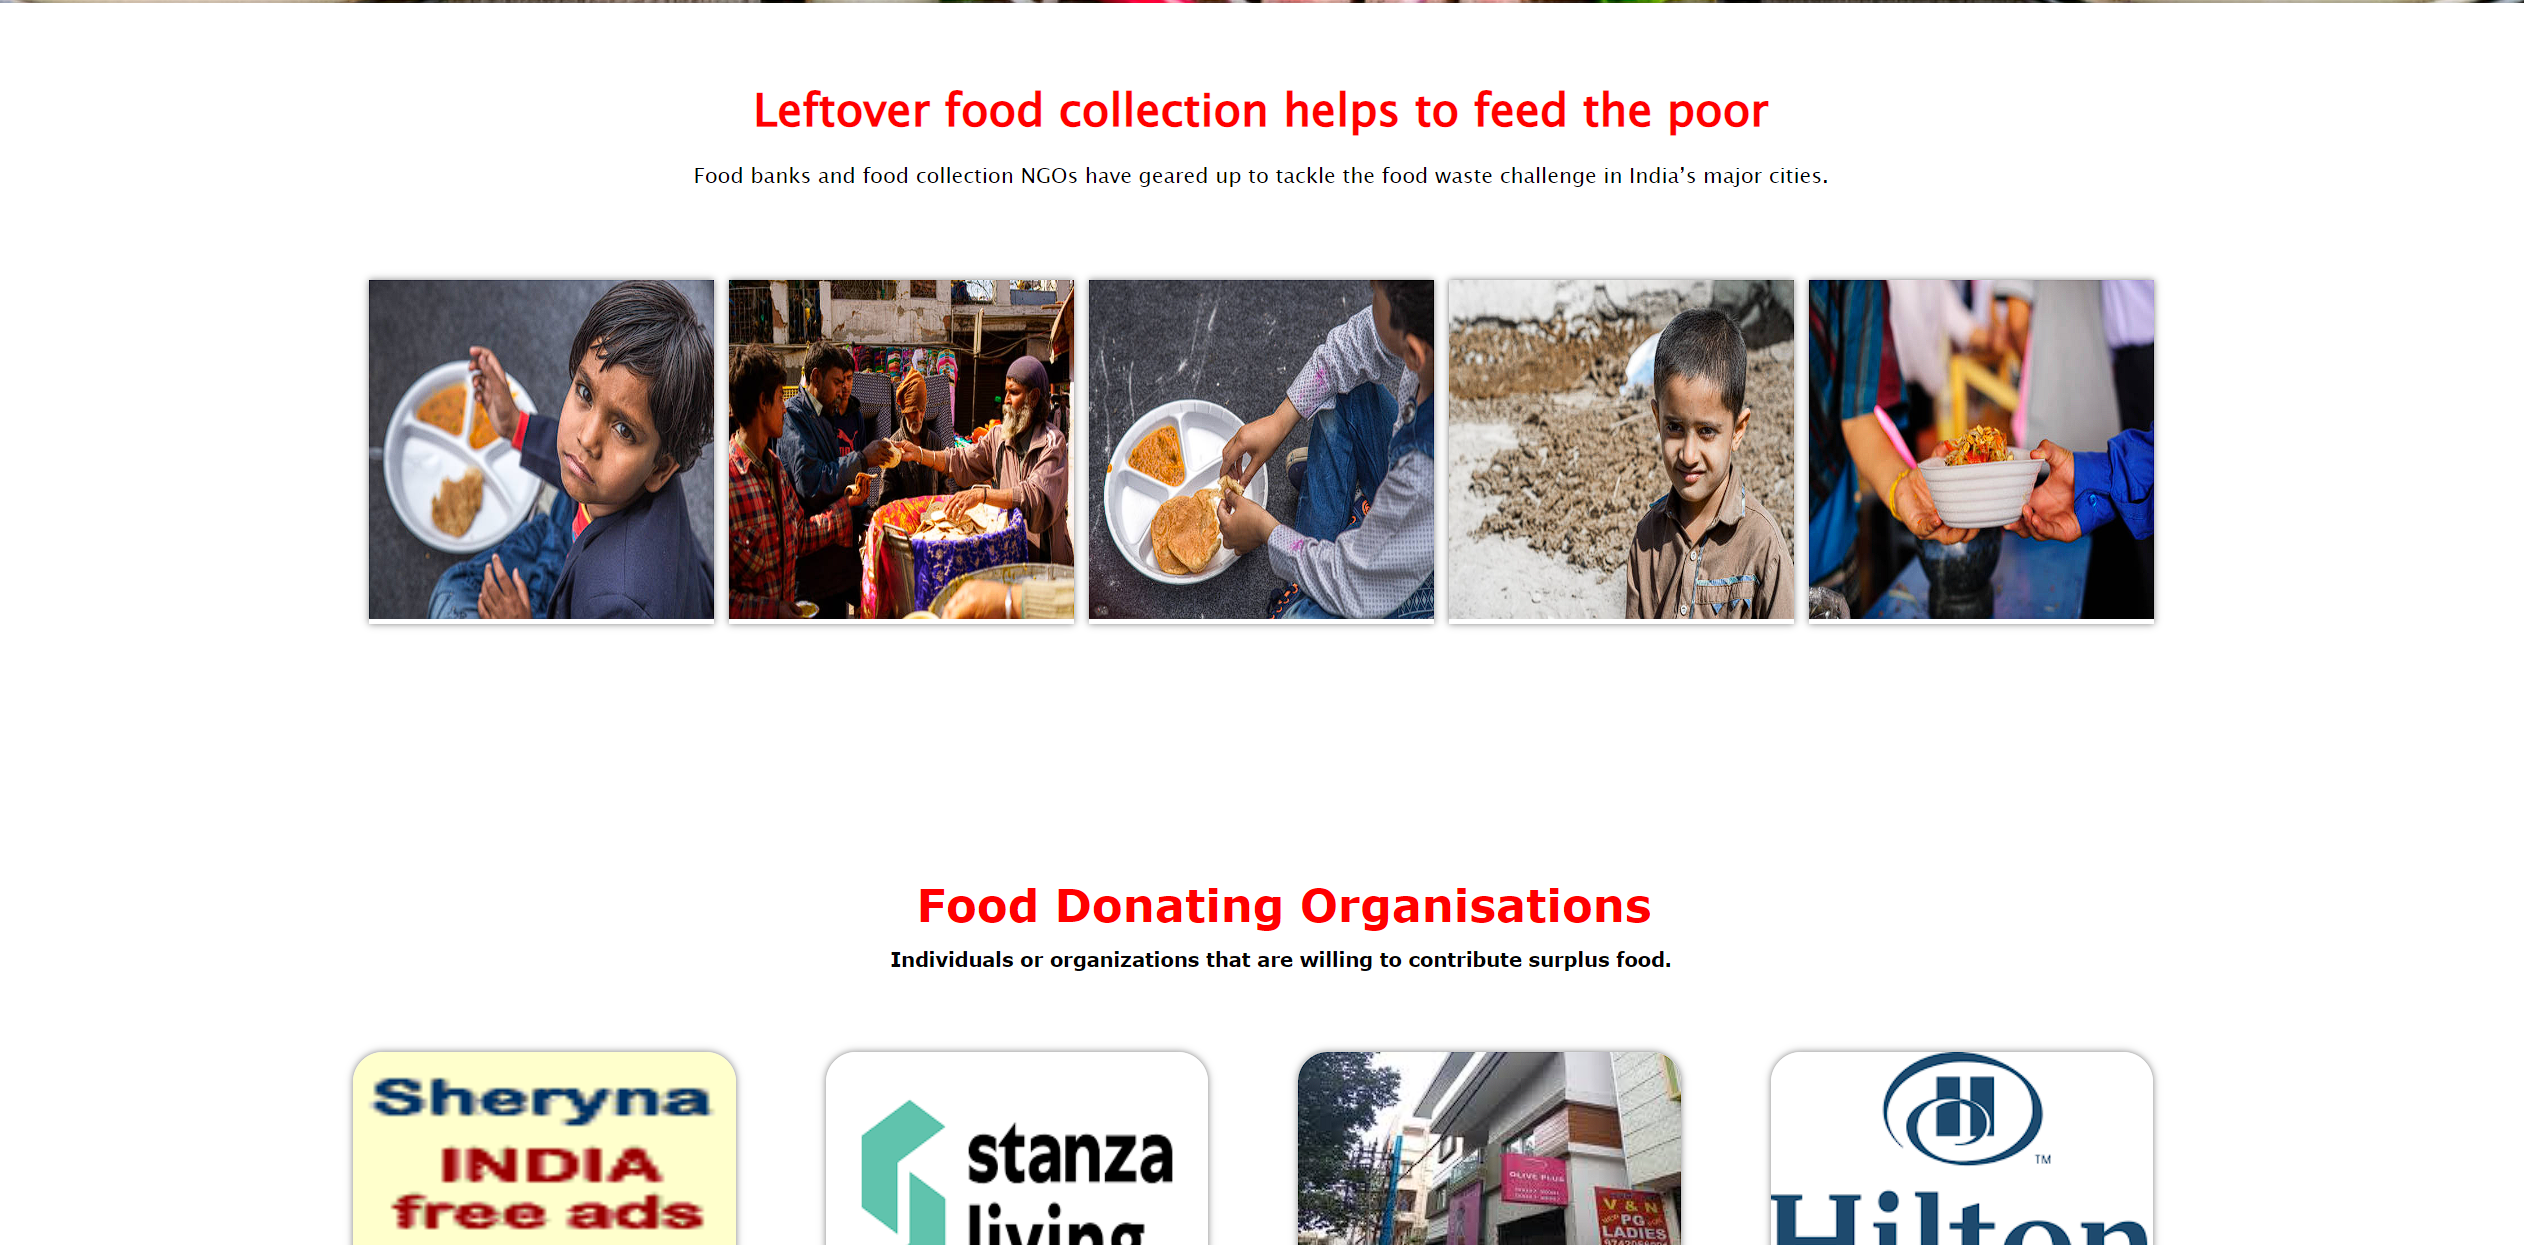 Leftover food collection helps to feed the poor
Food banks and food collection NGOs have geared up to tackle the food waste challenge in India’s major cities.
Food Donating Organisations
Individuals or organizations that are willing to contribute surplus food.
Sheryna
INDIA
free ads
stanza
living
OLIVE PLUS
V & N
PG
LADIES
Hilton
TM